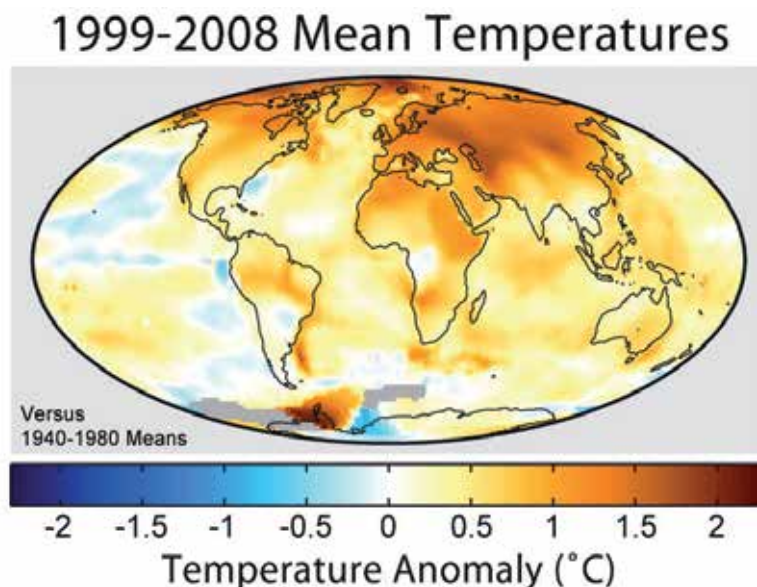 1999-2008 Mean Temperatures
Versus
1940-1980 Means
-2 -1.5 -1 -0.5 0 0.5 1 1.5 2
Temperature Anomaly (˚C)